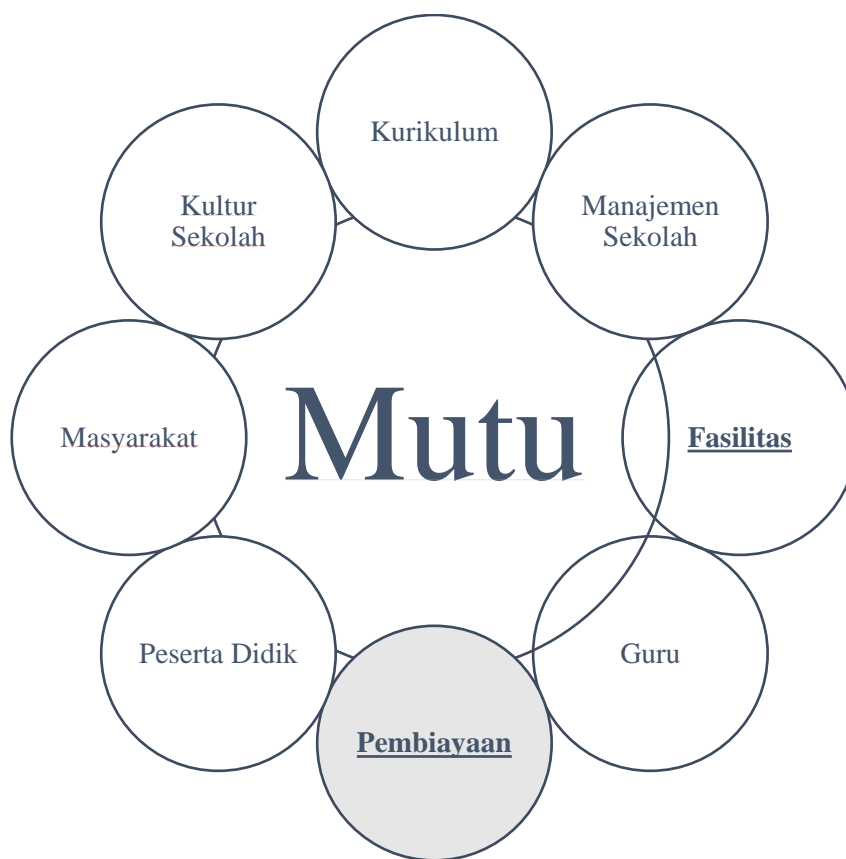 Kurikulum
Manajemen
Sekolah
Fasilitas
Guru
Pembiayaan
Peserta Didik
Masyarakat
Kultur
Sekolah
Mutu